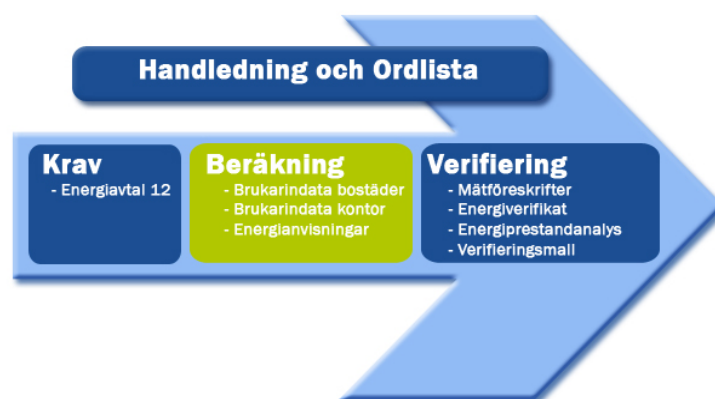 Handledning och Ordlista
Krav
- Energiavtal 12
Beräkning
- Brukarindata bostäder
- Brukarindata kontor
- Energianvisningar
Verifiering
- Mätföreskrifter
- Energiverifikat
- Energiprestandanalys
- Verifieringsmall